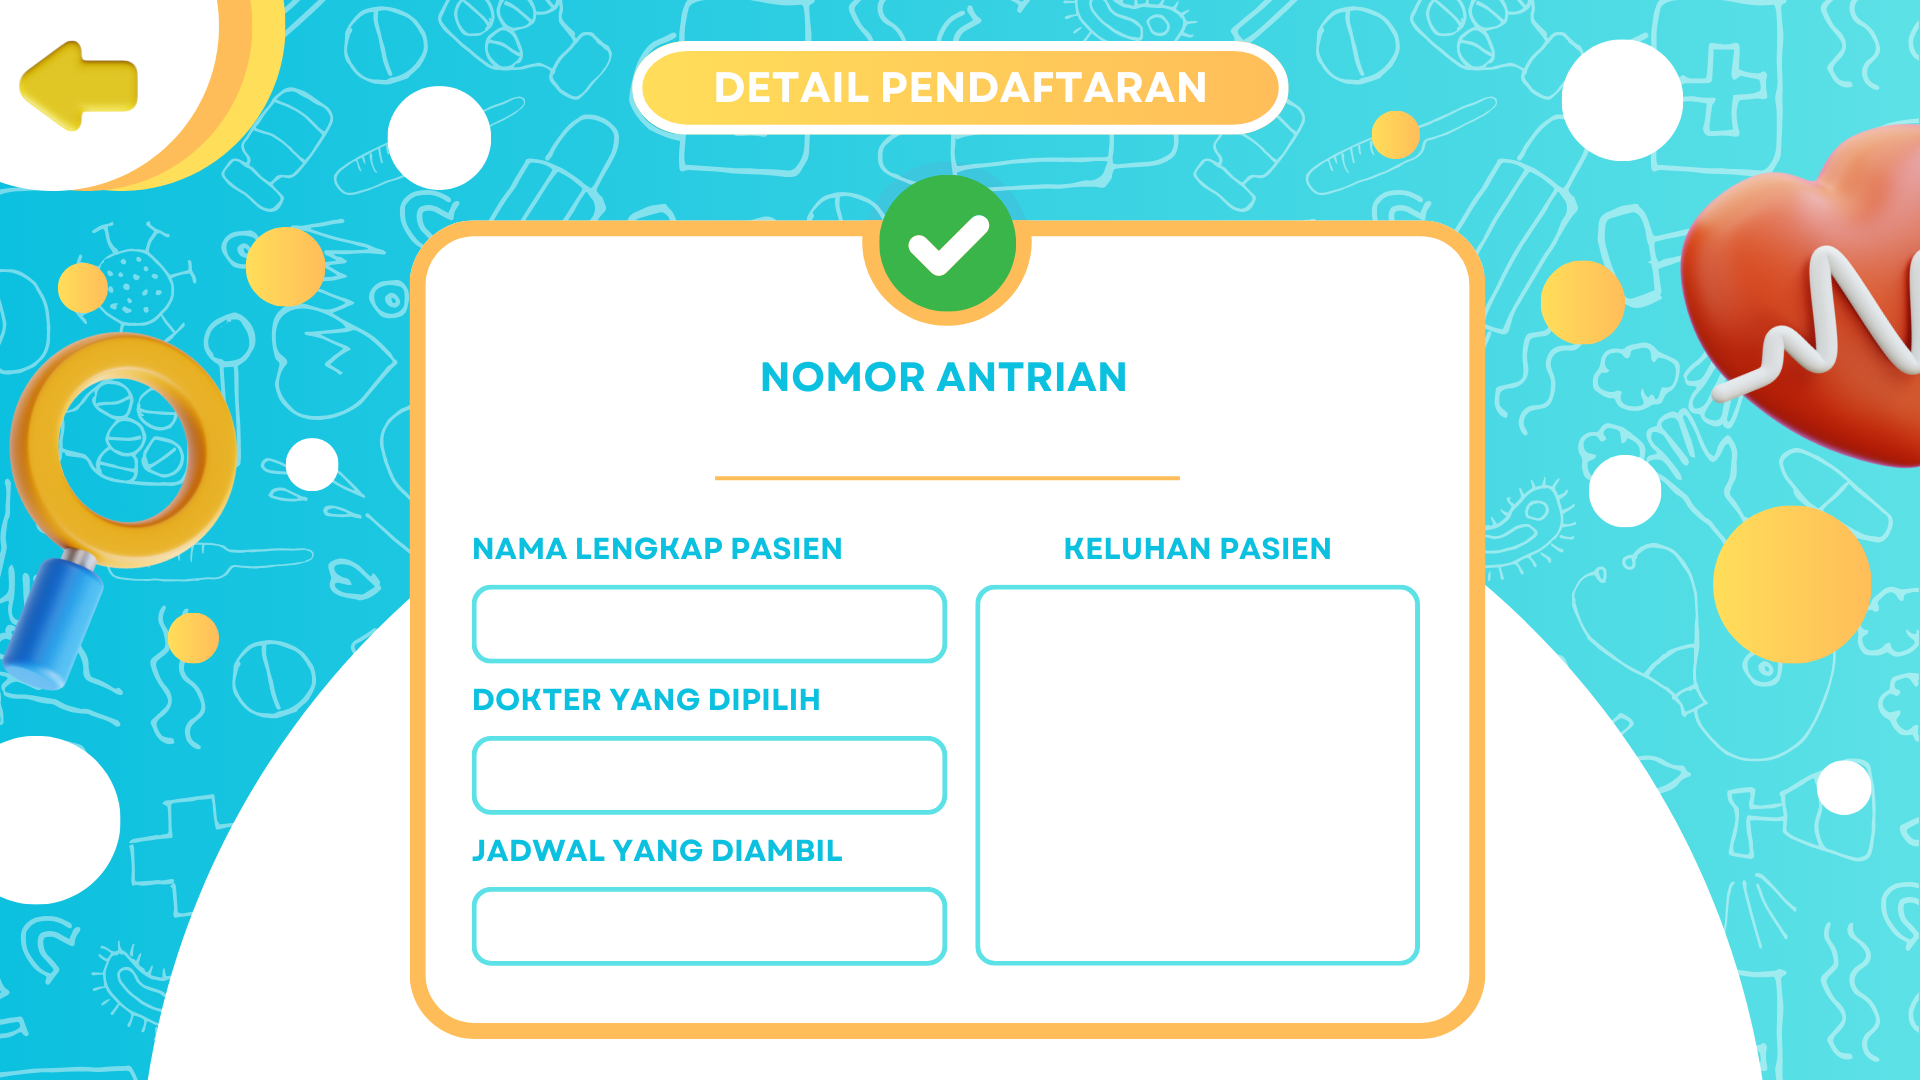 DETAIL PENDAFTARAN
NOMOR ANTRIAN
NAMA LENGKAP PASIEN
KELUHAN PASIEN
DOKTER YANG DIPILIH
JADWAL YANG DIAMBIL